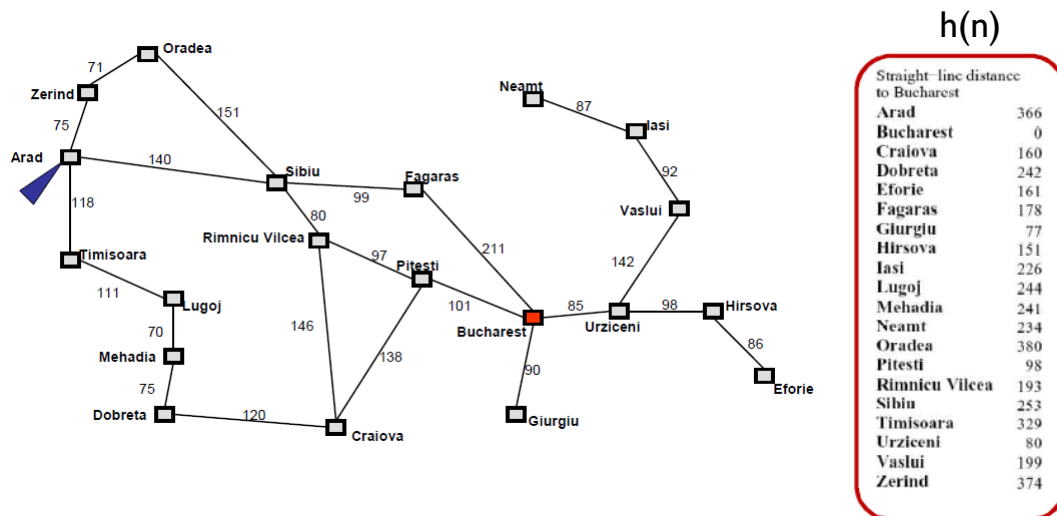 h(n)
Oradea
71
Neamt
Zerind
87
151
Iasi
75
Arad
140
Sibiu
Fagaras
92
118
99
80
Vaslui
Rimnicu Vilcea
Timisoara
97
211
142
Pitesti
111
Lugoj
101
85
98
Hirsova
Bucharest
Urziceni
70
146
Mehadia
138
86
90
75
Eforie
Dobreta
120
Craiova
Giurgiu
Straight-line distance
to Bucharest
Arad 366
Bucharest 0
Craiova 160
Dobreta 242
Eforie 161
Fagaras 178
Giurgiu 77
Hirsova 151
Iasi 226
Lugoj 244
Mehadia 241
Neamt 234
Oradea 380
Pitesti 98
Rimnicu Vilcea 193
Sibiu 253
Timisoara 329
Urziceni 80
Vaslui 199
Zerind 374